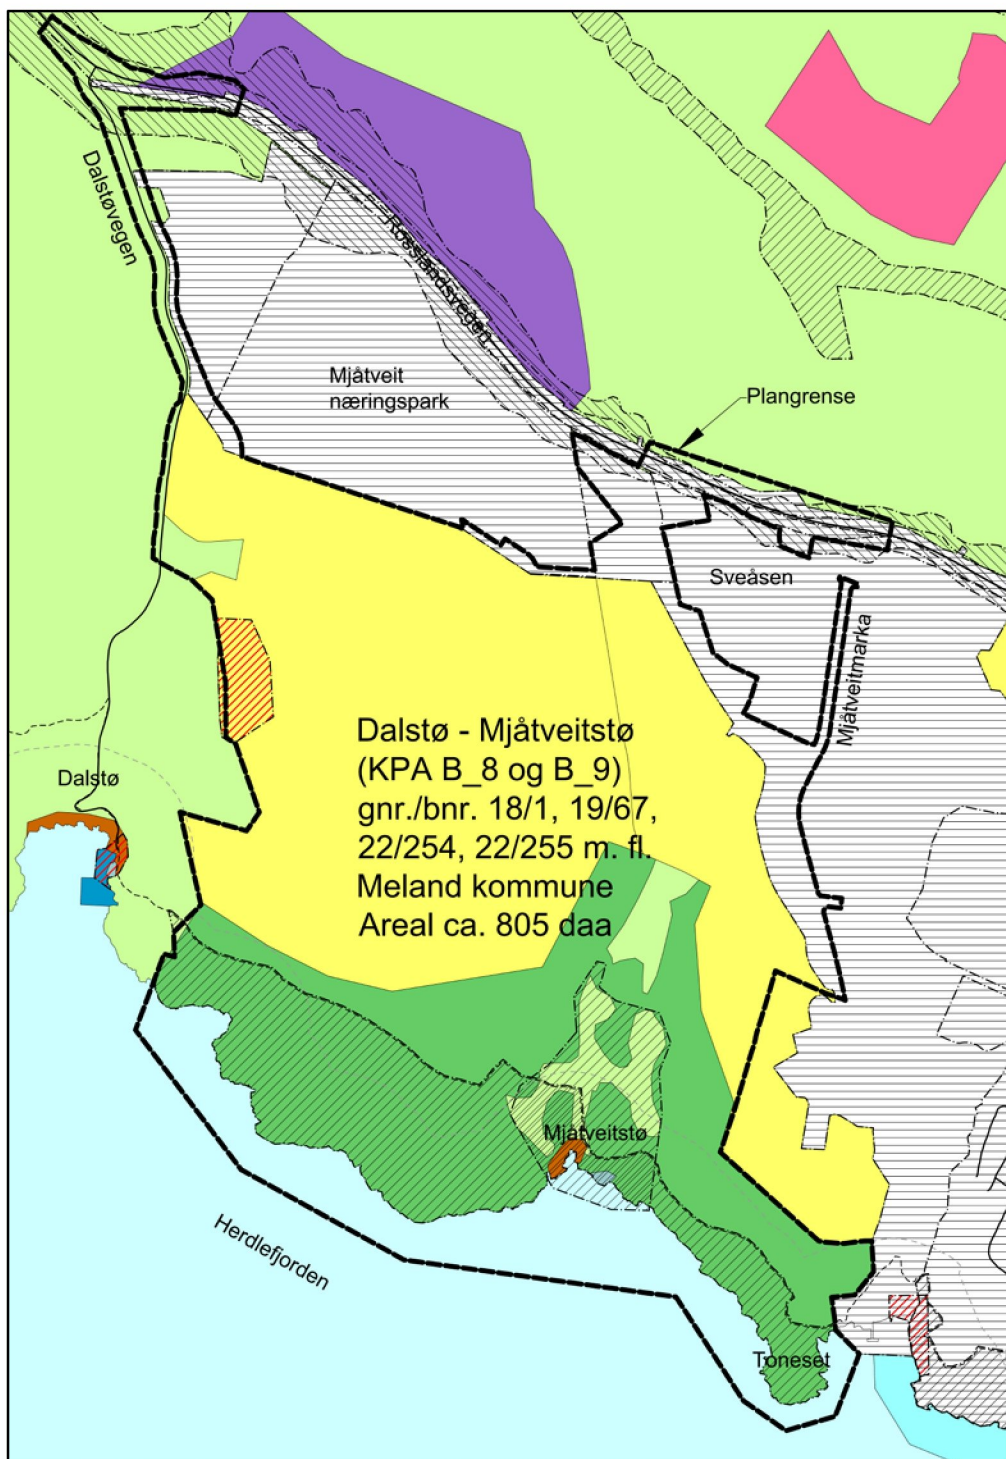 Dalstøvegen
Rosslandsvegen
Mjåtveit
næringspark
Plangrense
Sveåsen
Mjåtveitmarka
Dalstø - Mjåtveitstø
(KPA B_8 og B_9)
gnr./bnr. 18/1, 19/67,
22/254, 22/255 m. fl.
Meland kommune
Areal ca. 805 daa
Dalstø
Mjåtveitstø
Herdlefjorden
Toneset